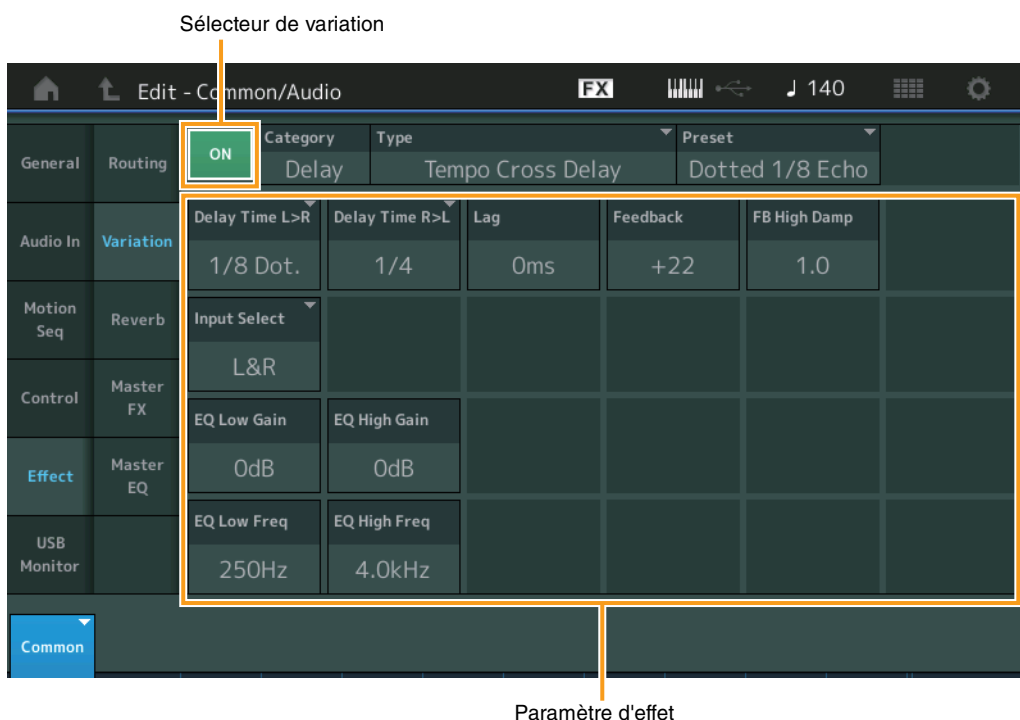 Sélecteur de variation
Edit - Common/Audio FX ♩ 140
General Routing ON Category Delay Type Tempo Cross Delay Preset Dotted 1/8 Echo
Audio In Variation
Delay Time L>R Delay Time R>L Lag Feedback FB High Damp
1/8 Dot. 1/4 0ms +22 1.0
Motion Seq Reverb
Input Select
L&R
Control Master FX
EQ Low Gain EQ High Gain
0dB 0dB
Effect Master EQ
EQ Low Freq EQ High Freq
250Hz 4.0kHz
USB Monitor
Common
Paramètre d'effet